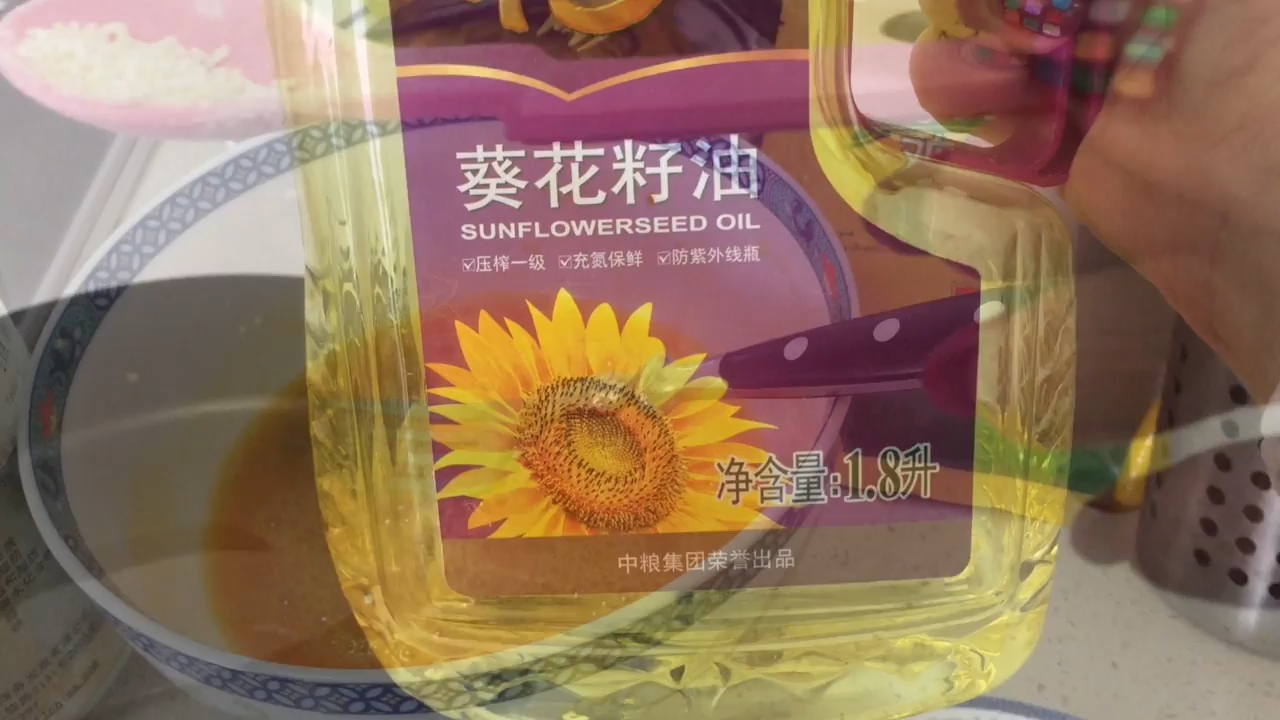 葵花籽油
SUNFLOWERSEED OIL
☑压榨一级 ☑充氮保鲜 ☑防紫外线瓶
净含量:1.8升
中粮集团荣誉出品